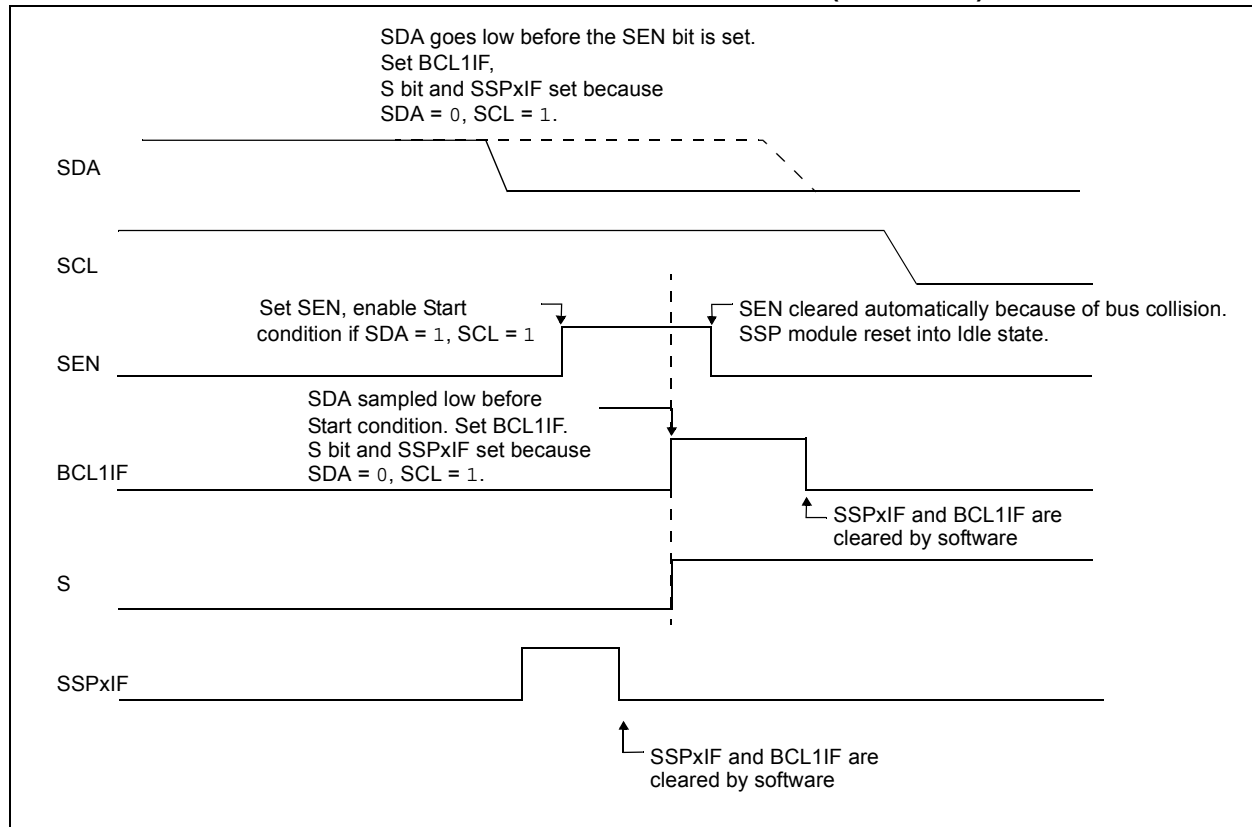 SDA goes low before the SEN bit is set.
Set BCL1IF,
S bit and SSPxIF set because
SDA = 0, SCL = 1.
SDA
SCL
Set SEN, enable Start
condition if SDA = 1, SCL = 1
SEN cleared automatically because of bus collision.
SSP module reset into Idle state.
SEN
SDA sampled low before
Start condition. Set BCL1IF.
S bit and SSPxIF set because
SDA = 0, SCL = 1.
BCL1IF
SSPxIF and BCL1IF are
cleared by software
S
SSPxIF
SSPxIF and BCL1IF are
cleared by software